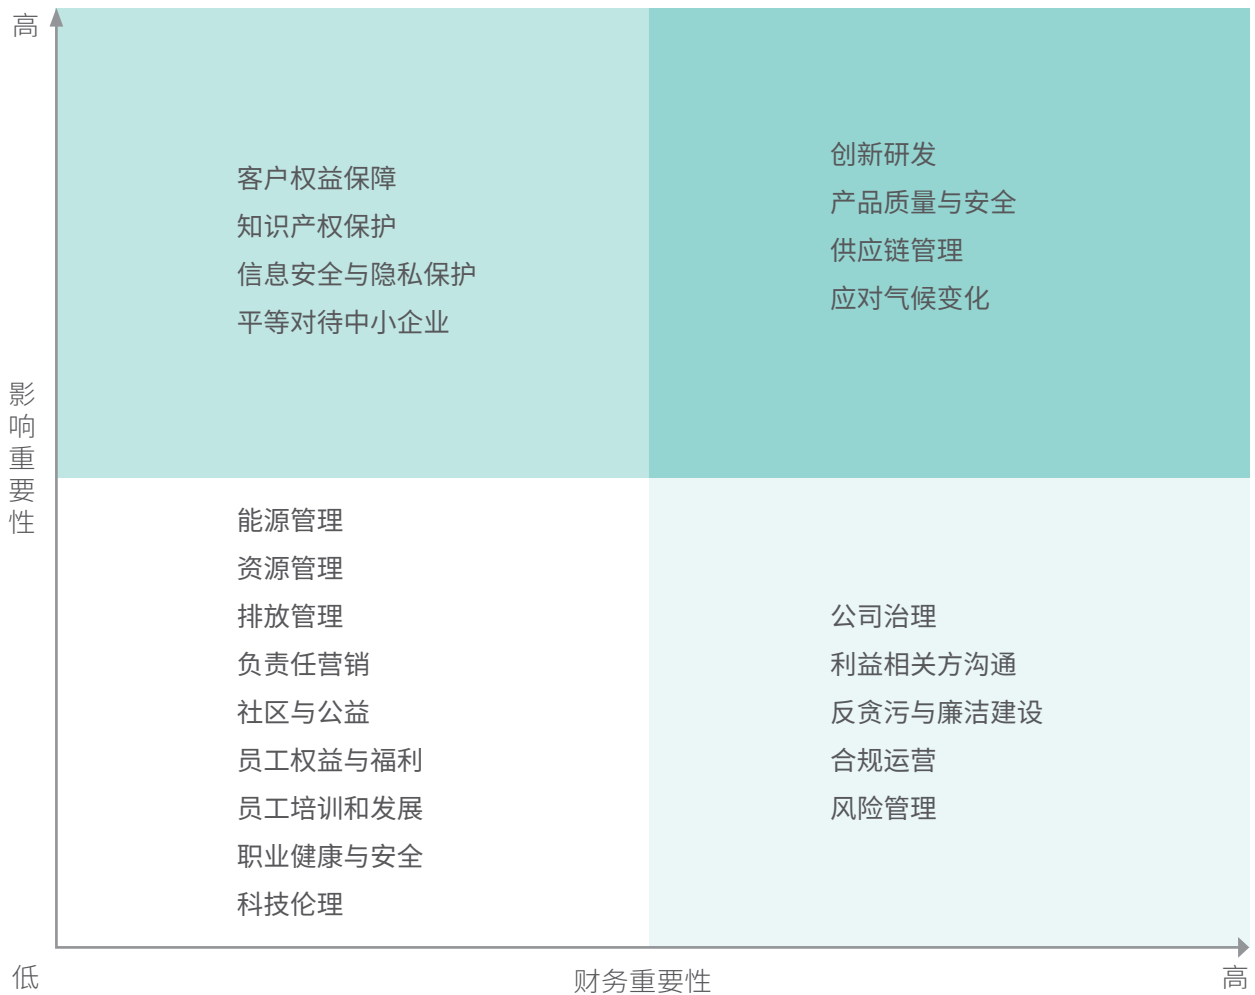 高
客户权益保障
知识产权保护
信息安全与隐私保护
平等对待中小企业
创新研发
产品质量与安全
供应链管理
应对气候变化
影响重要性
能源管理
资源管理
排放管理
负责任营销
社区与公益
员工权益与福利
员工培训和发展
职业健康与安全
科技伦理
公司治理
利益相关方沟通
反贪污与廉洁建设
合规运营
风险管理
低
财务重要性
高